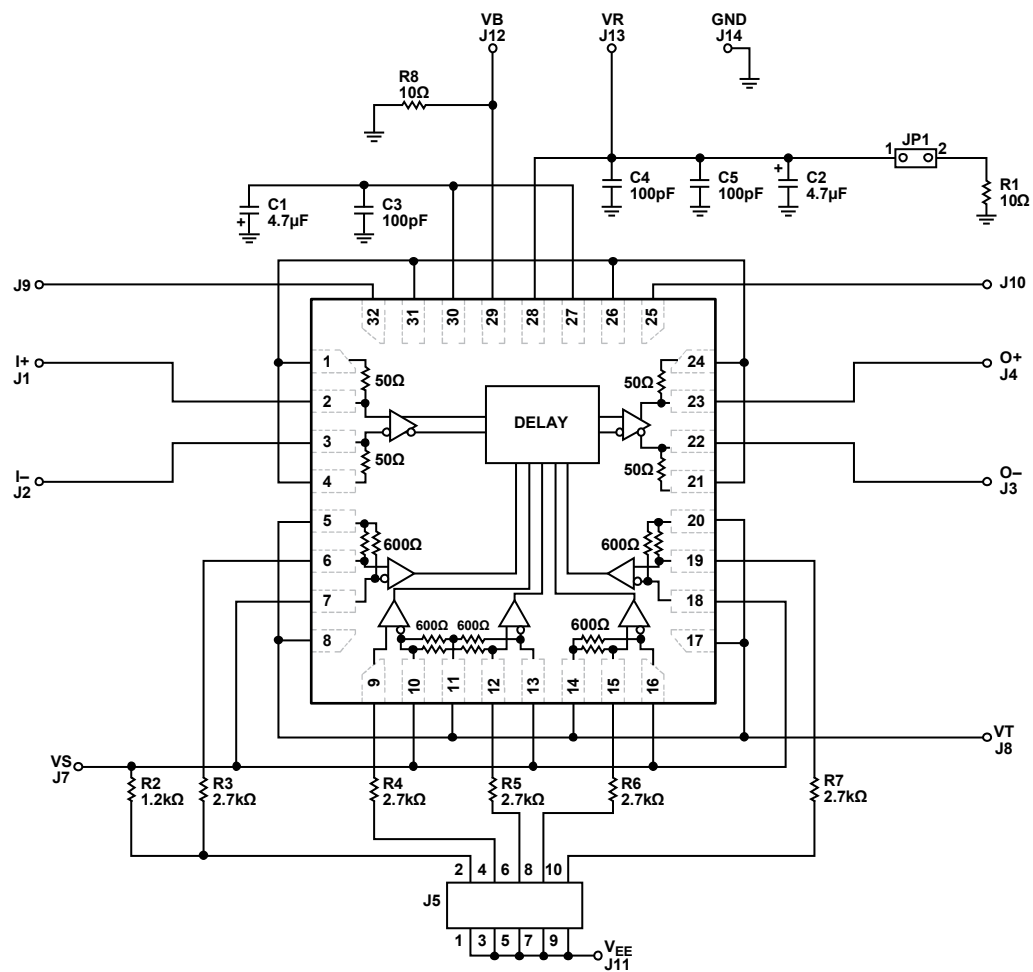 VB
J12
VR
J13
GND
J14
R8
10Ω
JP1
1 2
C4
100pF
C5
100pF
+ C2
4.7µF
R1
10Ω
C1
+ 4.7µF
C3
100pF
J9
J10
32 31 30 29 28 27 26 25
I+
J1
1
50Ω
2
3
50Ω
4
I–
J2
DELAY
24
50Ω
23
22
50Ω
21
O+
J4
O–
J3
5
600Ω
6
7
8
20
600Ω
19
18
17
600Ω 600Ω
600Ω
9 10 11 12 13 14 15 16
VT
J8
VS
J7
R2
1.2kΩ
R3
2.7kΩ
R4
2.7kΩ
R5
2.7kΩ
R6
2.7kΩ
R7
2.7kΩ
2 4 6 8 10
J5
1 3 5 7 9
VEE
J11